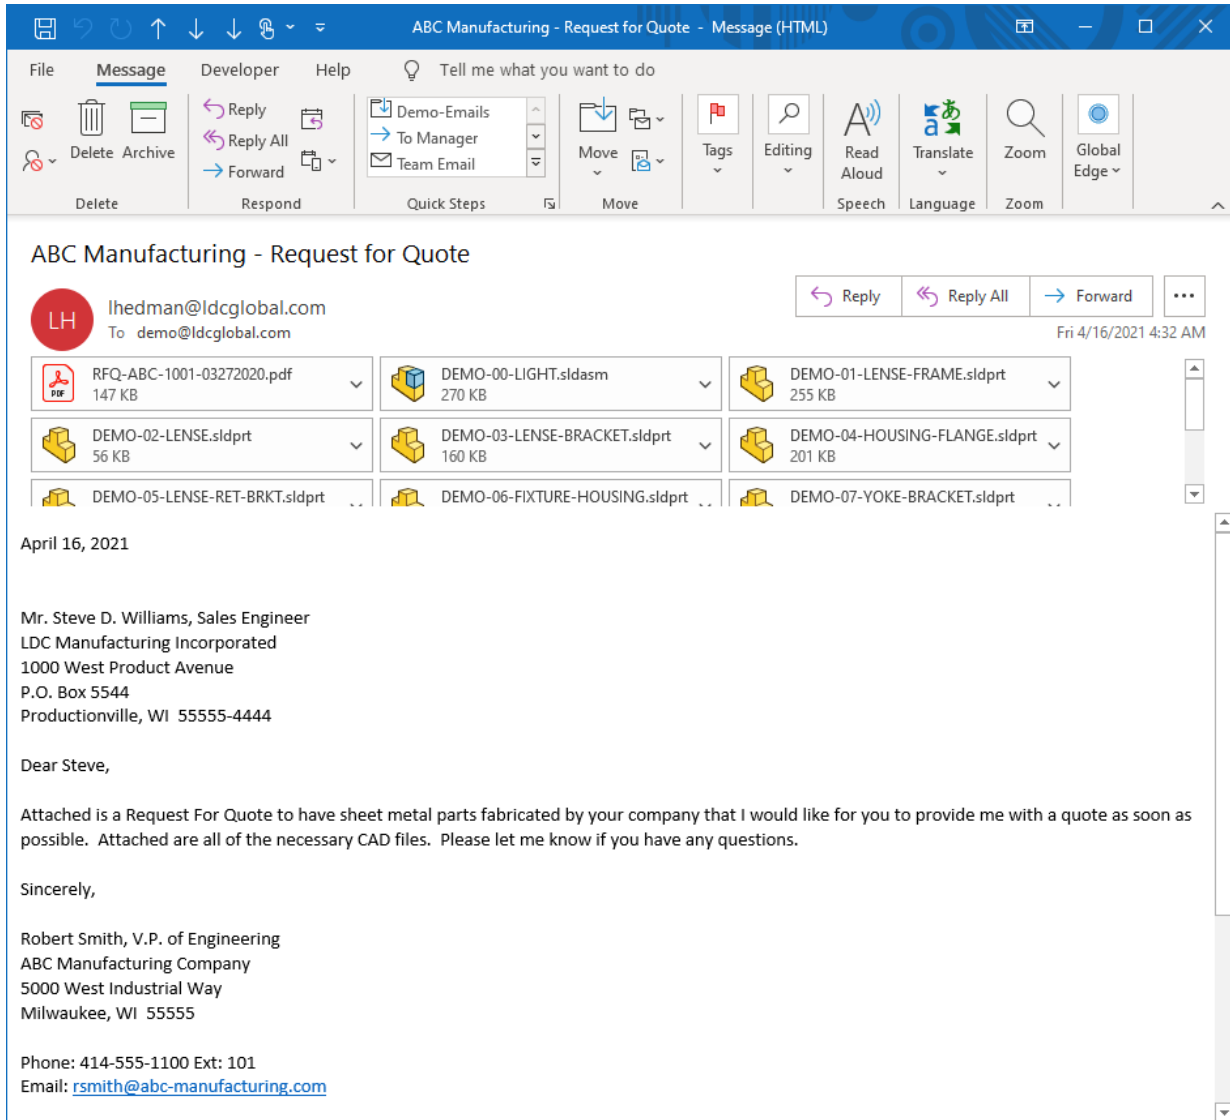 ABC Manufacturing - Request for Quote - Message (HTML)
File Message Developer Help Tell me what you want to do
Delete
Archive
Reply
Reply All
Forward
Demo-Emails
To Manager
Team Email
Move
Tags
Editing
Read Aloud
Translate
Zoom
Global Edge
Delete Respond Quick Steps Move Speech Language Zoom
ABC Manufacturing - Request for Quote
LH
lhedman@ldcglobal.com
To demo@ldcglobal.com
Reply Reply All Forward
Fri 4/16/2021 4:32 AM
PDF
RFQ-ABC-1001-03272020.pdf
147 KB
DEMO-00-LIGHT.sldasm
270 KB
DEMO-01-LENSE-FRAME.sldprt
255 KB
DEMO-02-LENSE.sldprt
56 KB
DEMO-03-LENSE-BRACKET.sldprt
160 KB
DEMO-04-HOUSING-FLANGE.sldprt
201 KB
DEMO-05-LENSE-RET-BRKT.sldprt
DEMO-06-FIXTURE-HOUSING.sldprt
DEMO-07-YOKE-BRACKET.sldprt
April 16, 2021
Mr. Steve D. Williams, Sales Engineer
LDC Manufacturing Incorporated
1000 West Product Avenue
P.O. Box 5544
Productionville, WI  55555-4444
Dear Steve,
Attached is a Request For Quote to have sheet metal parts fabricated by your company that I would like for you to provide me with a quote as soon as
possible.  Attached are all of the necessary CAD files.  Please let me know if you have any questions.
Sincerely,
Robert Smith, V.P. of Engineering
ABC Manufacturing Company
5000 West Industrial Way
Milwaukee, WI  55555
Phone: 414-555-1100 Ext: 101
Email: rsmith@abc-manufacturing.com